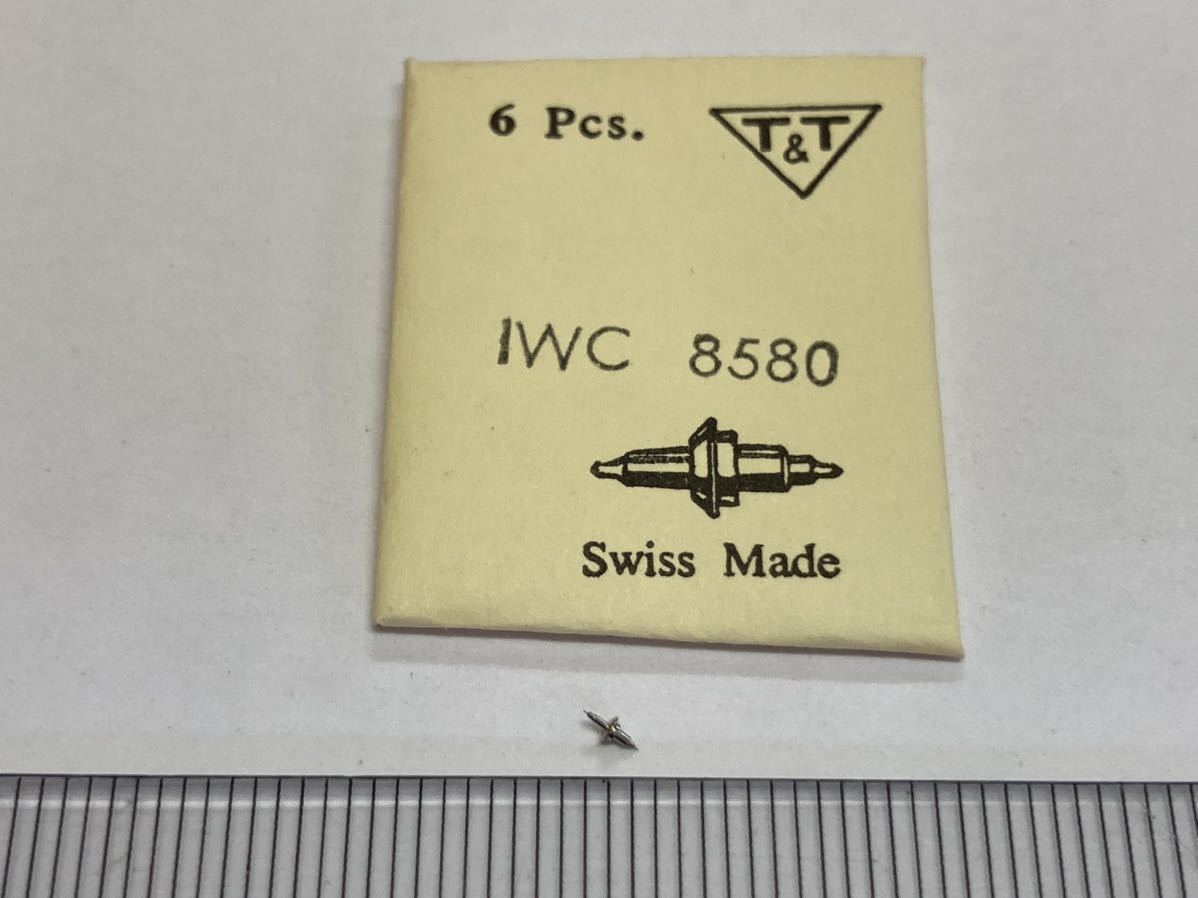 6 Pcs.
T&T
IWC 8580
Swiss Made